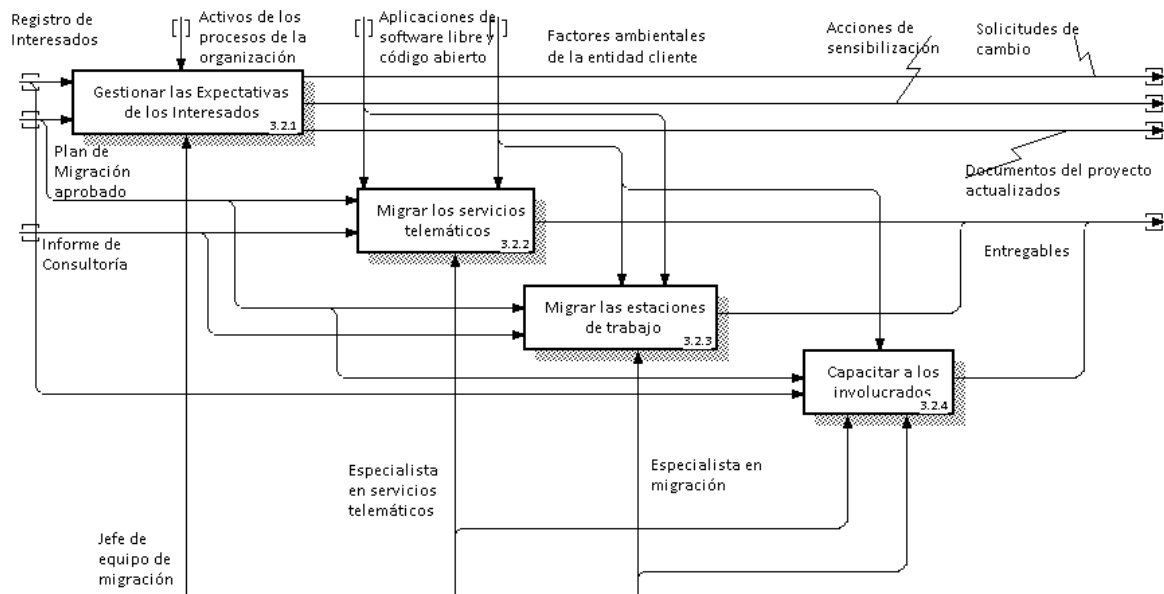 Registro de
Interesados
Activos de los
procesos de la
organización
Aplicaciones de
software libre y
código abierto
Factores ambientales
de la entidad cliente
Acciones de
sensibilización
Solicitudes de
cambio
Gestionar las Expectativas
de los Interesados
3.2.1
Plan de
Migración
aprobado
Documentos del proyecto
actualizados
Migrar los servicios
telemáticos
3.2.2
Informe de
Consultoría
Entregables
Migrar las estaciones
de trabajo
3.2.3
Capacitar a los
involucrados
3.2.4
Especialista
en servicios
telemáticos
Especialista en
migración
Jefe de
equipo de
migración